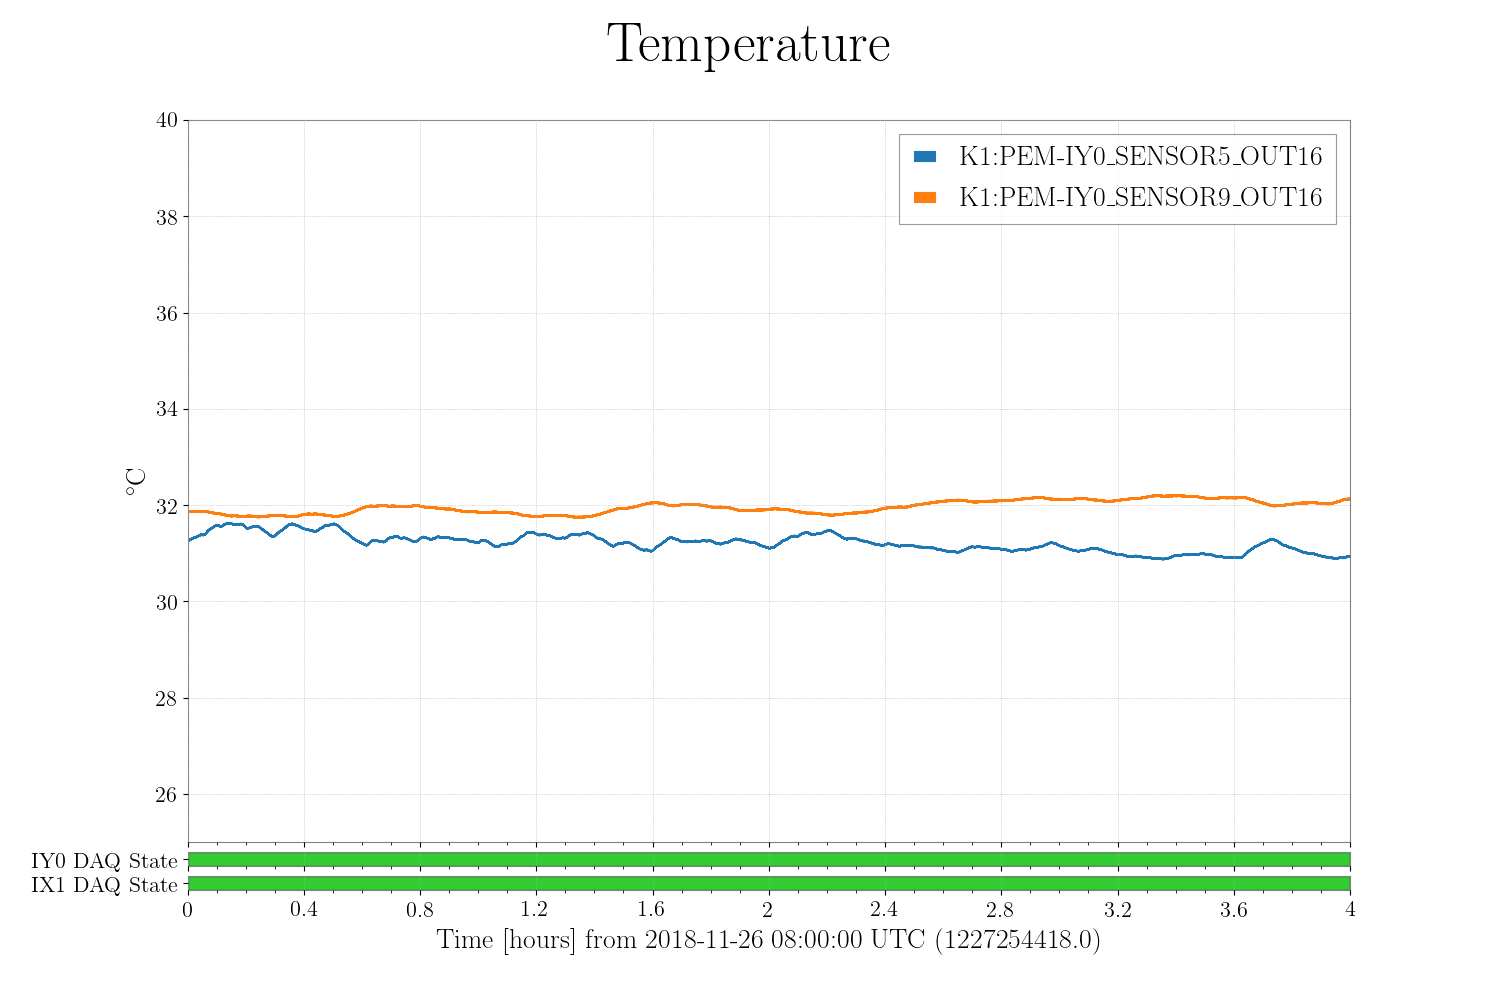 Temperature
40
38
36
34
32
30
28
26
°C
K1:PEM-IY0_SENSOR5_OUT16
K1:PEM-IY0_SENSOR9_OUT16
IY0 DAQ State
IX1 DAQ State
0 0.4 0.8 1.2 1.6 2 2.4 2.8 3.2 3.6 4
Time [hours] from 2018-11-26 08:00:00 UTC (1227254418.0)